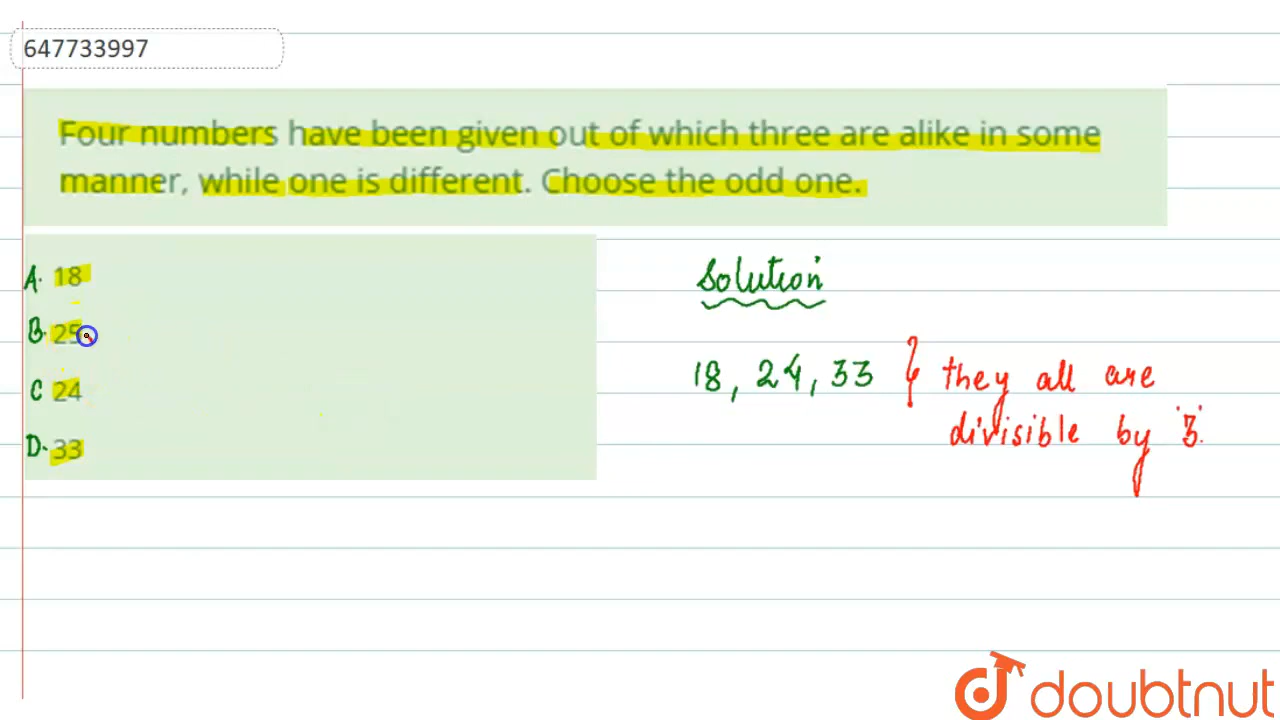 647733997
Four numbers have been given out of which three are alike in some
manner, while one is different. Choose the odd one.
A. 18
B. 25
C 24
D. 33
Solution
18, 24, 33 } they all are
divisible by '3'.
doubtnut